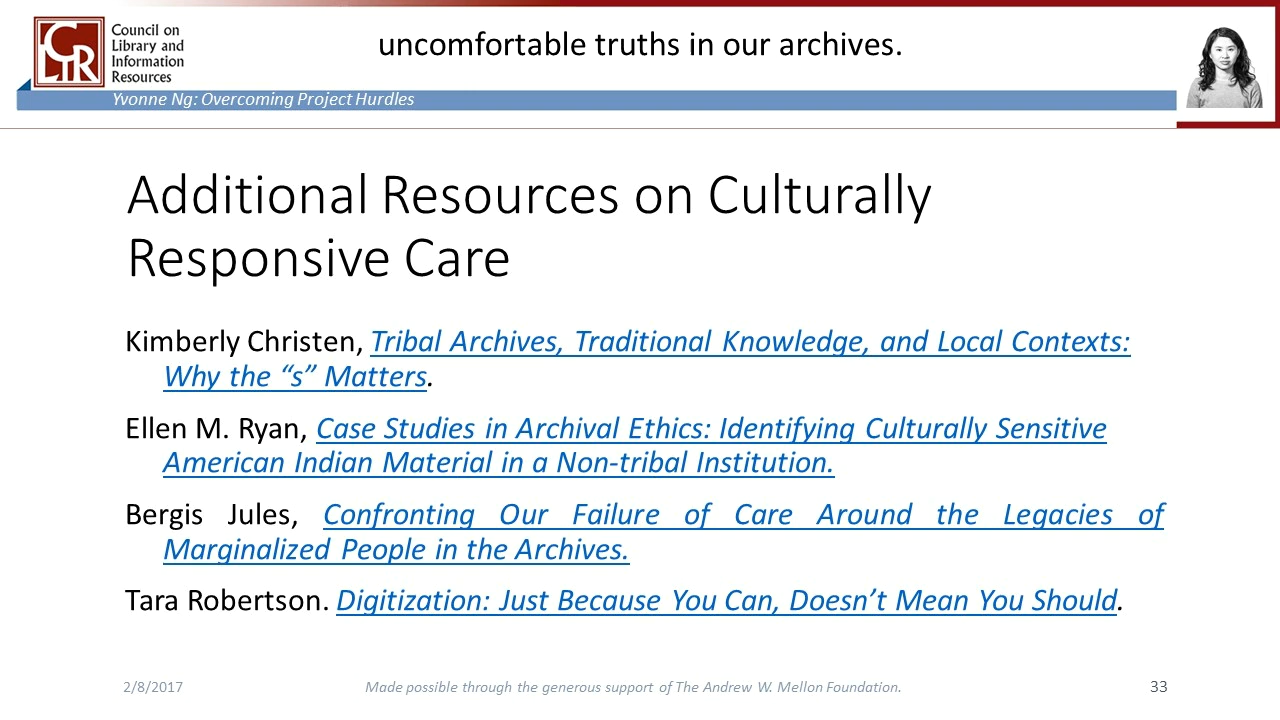 CLIR
Council on
Library and
Information
Resources
uncomfortable truths in our archives.
Yvonne Ng: Overcoming Project Hurdles
Additional Resources on Culturally
Responsive Care
Kimberly Christen, Tribal Archives, Traditional Knowledge, and Local Contexts:
Why the “s” Matters.
Ellen M. Ryan, Case Studies in Archival Ethics: Identifying Culturally Sensitive
American Indian Material in a Non-tribal Institution.
Bergis Jules, Confronting Our Failure of Care Around the Legacies of
Marginalized People in the Archives.
Tara Robertson. Digitization: Just Because You Can, Doesn’t Mean You Should.
2/8/2017
Made possible through the generous support of The Andrew W. Mellon Foundation.
33